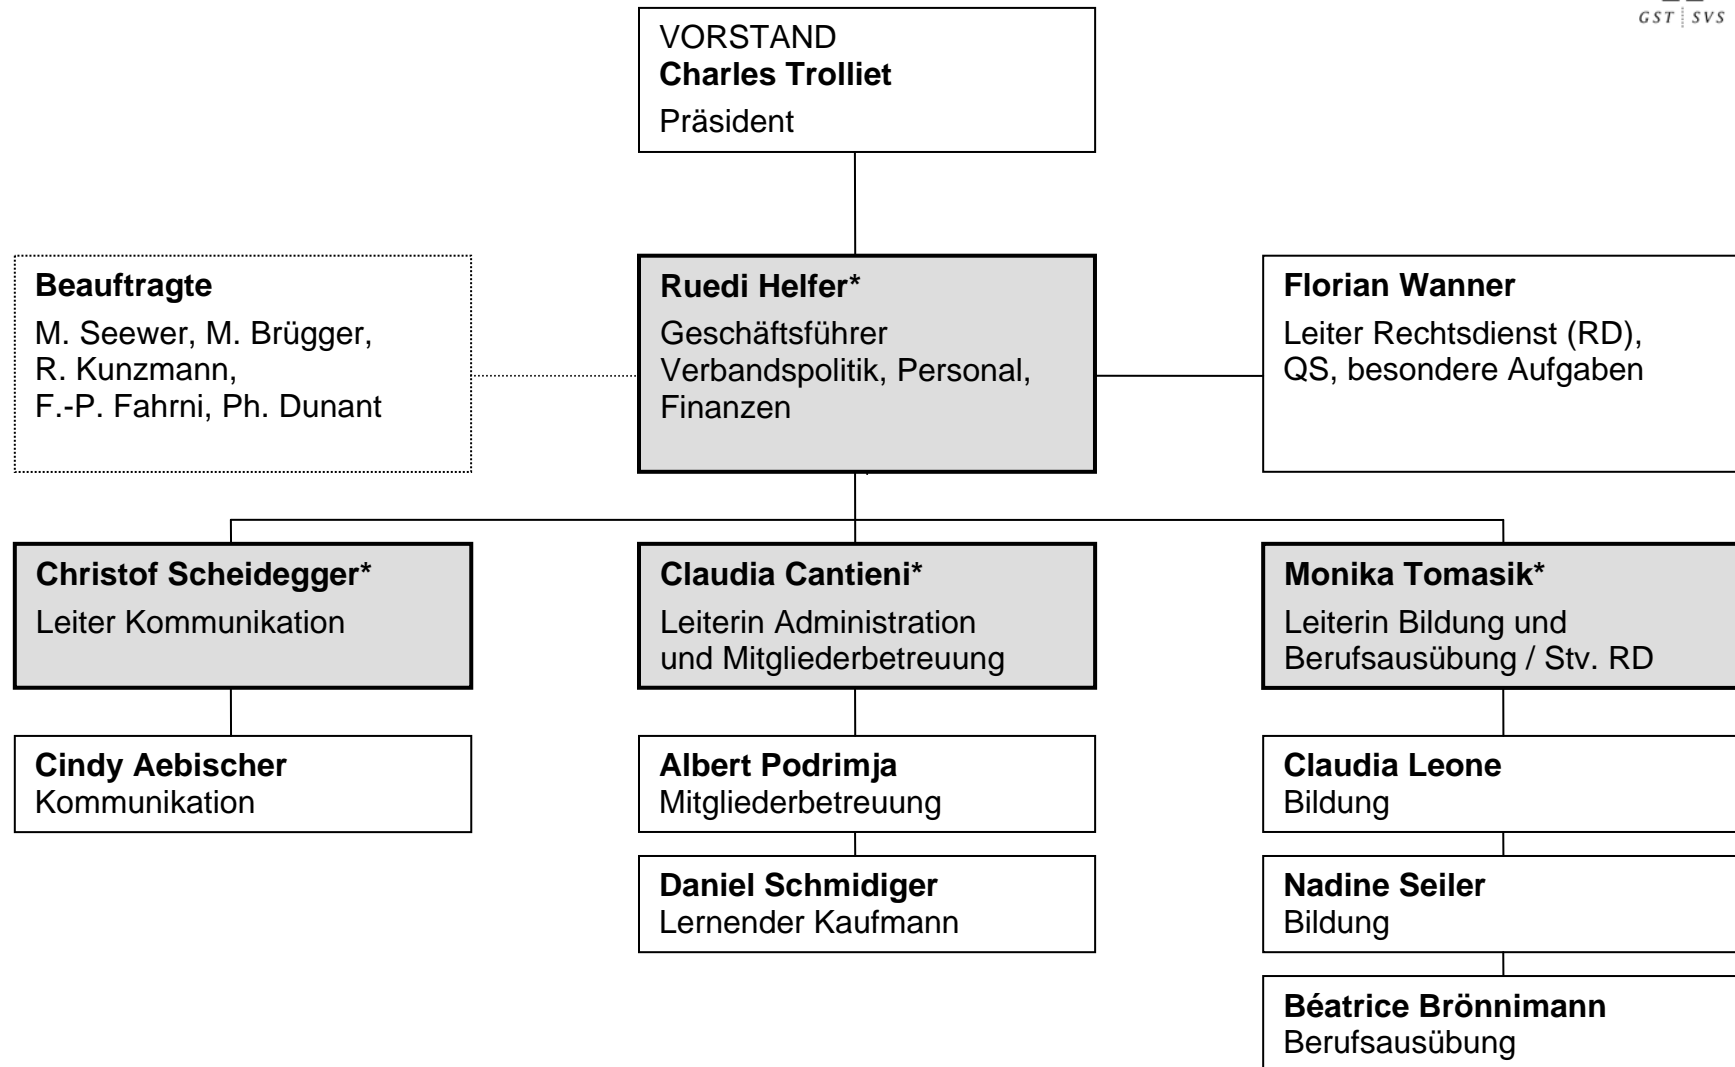 GST SVS
VORSTAND
Charles Trolliet
Präsident
Beauftragte
M. Seewer, M. Brügger,
R. Kunzmann,
F.-P. Fahrni, Ph. Dunant
Ruedi Helfer*
Geschäftsführer
Verbandspolitik, Personal,
Finanzen
Florian Wanner
Leiter Rechtsdienst (RD),
QS, besondere Aufgaben
Christof Scheidegger*
Leiter Kommunikation
Claudia Cantieni*
Leiterin Administration
und Mitgliederbetreuung
Monika Tomasik*
Leiterin Bildung und
Berufsausübung / Stv. RD
Cindy Aebischer
Kommunikation
Albert Podrimja
Mitgliederbetreuung
Claudia Leone
Bildung
Daniel Schmidiger
Lernender Kaufmann
Nadine Seiler
Bildung
Béatrice Brönnimann
Berufsausübung